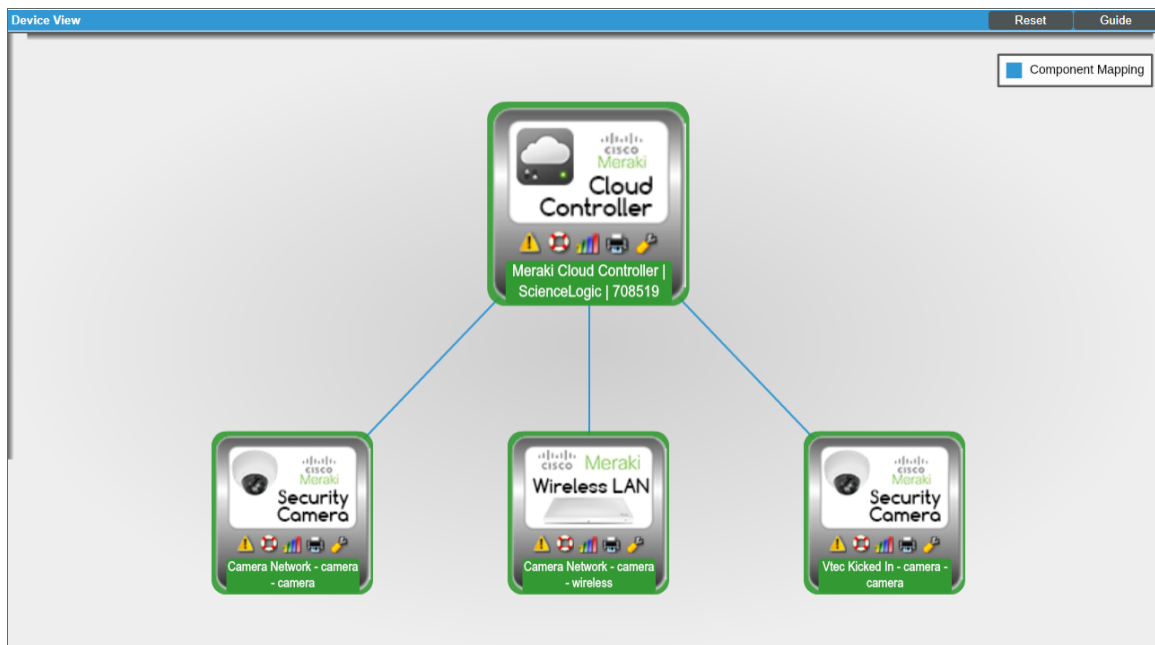 Device View
Reset
Guide
Component Mapping
CISCO
Meraki
Cloud
Controller
Meraki Cloud Controller |
ScienceLogic | 708519
CISCO
Meraki
Security
Camera
Camera Network - camera
- camera
CISCO Meraki
Wireless LAN
Camera Network - camera
- wireless
CISCO
Meraki
Security
Camera
Vtec Kicked In - camera -
camera